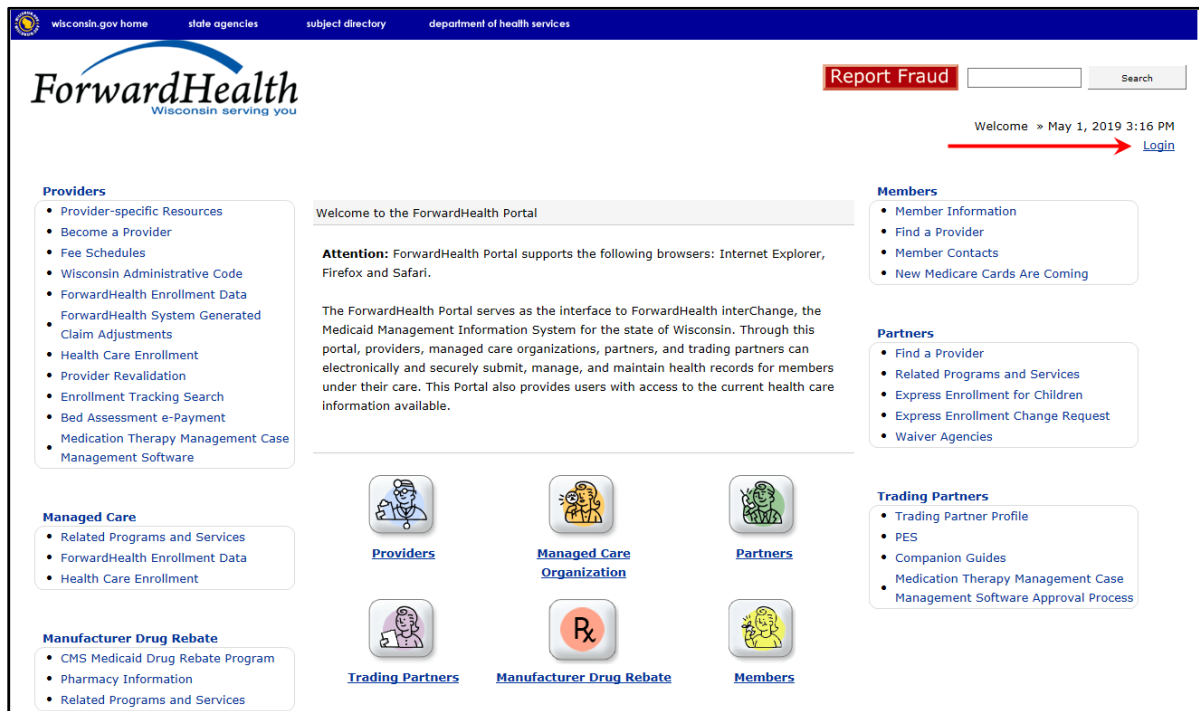 wisconsin.gov home state agencies subject directory department of health services
ForwardHealth
Wisconsin serving you
Report Fraud
Search
Welcome » May 1, 2019 3:16 PM
Login
Providers
Provider-specific Resources
Become a Provider
Fee Schedules
Wisconsin Administrative Code
ForwardHealth Enrollment Data
ForwardHealth System Generated
Claim Adjustments
Health Care Enrollment
Provider Revalidation
Enrollment Tracking Search
Bed Assessment e-Payment
Medication Therapy Management Case
Management Software
Managed Care
Related Programs and Services
ForwardHealth Enrollment Data
Health Care Enrollment
Manufacturer Drug Rebate
CMS Medicaid Drug Rebate Program
Pharmacy Information
Related Programs and Services
Welcome to the ForwardHealth Portal
Attention: ForwardHealth Portal supports the following browsers: Internet Explorer,
Firefox and Safari.
The ForwardHealth Portal serves as the interface to ForwardHealth interChange, the
Medicaid Management Information System for the state of Wisconsin. Through this
portal, providers, managed care organizations, partners, and trading partners can
electronically and securely submit, manage, and maintain health records for members
under their care. This Portal also provides users with access to the current health care
information available.
Providers
Managed Care
Organization
Partners
Rx
Trading Partners
Manufacturer Drug Rebate
Members
Members
Member Information
Find a Provider
Member Contacts
New Medicare Cards Are Coming
Partners
Find a Provider
Related Programs and Services
Express Enrollment for Children
Express Enrollment Change Request
Waiver Agencies
Trading Partners
Trading Partner Profile
PES
Companion Guides
Medication Therapy Management Case
Management Software Approval Process